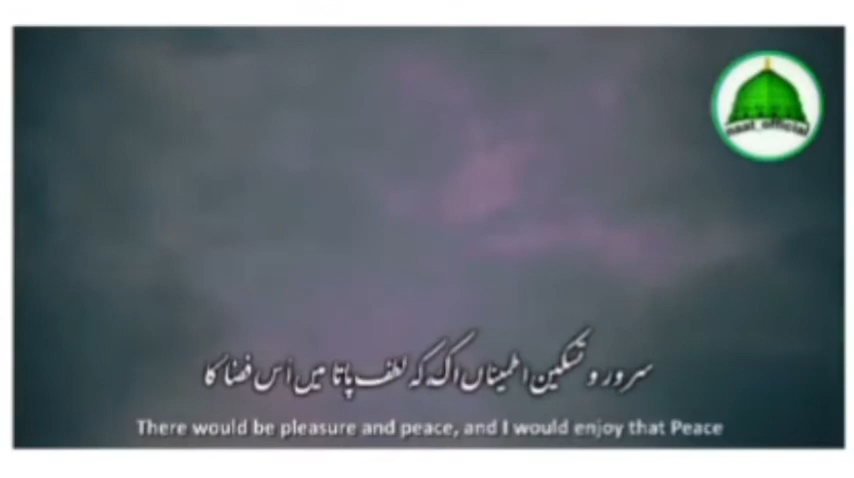 naat_official
سرور و تسکین اطمیناں اک کہ لطف پاتا میں اُس فضا کا
There would be pleasure and peace, and I would enjoy that Peace